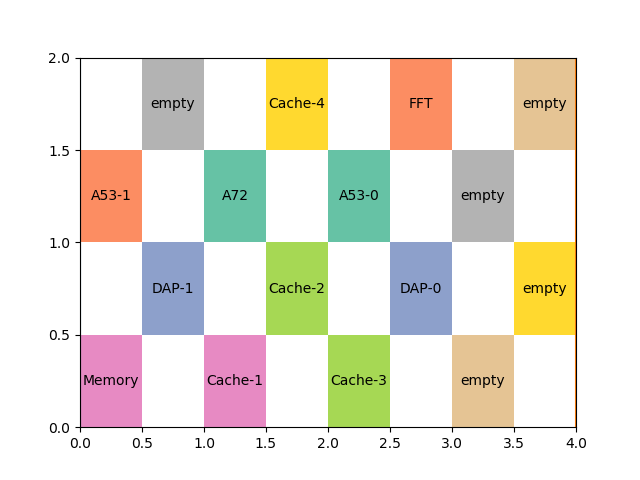 2.0
empty
Cache-4
FFT
empty
1.5
A53-1
A72
A53-0
empty
1.0
DAP-1
Cache-2
DAP-0
empty
0.5
Memory
Cache-1
Cache-3
empty
0.0
0.0 0.5 1.0 1.5 2.0 2.5 3.0 3.5 4.0